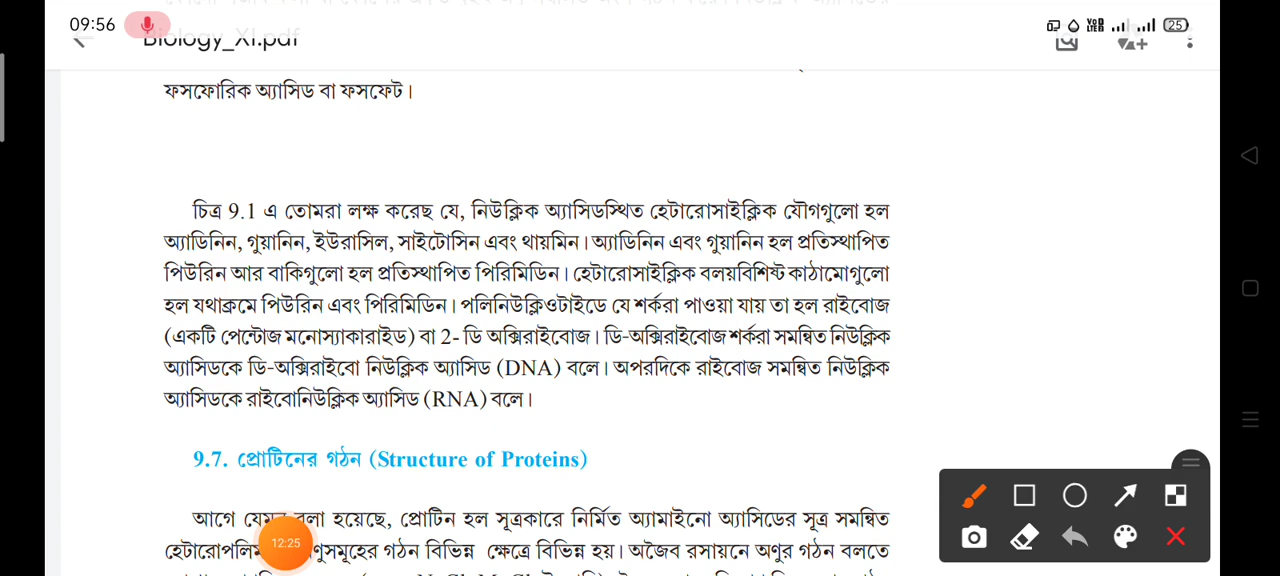 09:56
25
Biology_XI.pdf
ফসফোরিক অ্যাসিড বা ফসফেট।
চিত্র 9.1 এ তোমরা লক্ষ করেছ যে, নিউক্লিক অ্যাসিডস্থিত হেটারোসাইক্লিক যৌগগুলো হল
অ্যাডিনিন, গুয়ানিন, ইউরাসিল, সাইটোসিন এবং থায়মিন। অ্যাডিনিন এবং গুয়ানিন হল প্রতিস্থাপিত
পিউরিন আর বাকিগুলো হল প্রতিস্থাপিত পিরিমিডিন। হেটারোসাইক্লিক বলয়বিশিষ্ট কাঠামোগুলো
হল যথাক্রমে পিউরিন এবং পিরিমিডিন। পলিনিউক্লিওটাইডে যে শর্করা পাওয়া যায় তা হল রাইবোজ
(একটি পেন্টোজ মনোস্যাকারাইড) বা 2- ডি অক্সিরাইবোজ। ডি-অক্সিরাইবোজ শর্করা সমন্বিত নিউক্লিক
অ্যাসিডকে ডি-অক্সিরাইবো নিউক্লিক অ্যাসিড (DNA) বলে। অপরদিকে রাইবোজ সমন্বিত নিউক্লিক
অ্যাসিডকে রাইবোনিউক্লিক অ্যাসিড (RNA) বলে।
9.7. প্রোটিনের গঠন (Structure of Proteins)
আগে বলা হয়েছে, প্রোটিন হল সূত্রকারে নির্মিত অ্যামাইনো অ্যাসিডের সূত্র সমন্বিত
12:25
গঠন বিভিন্ন ক্ষেত্রে বিভিন্ন হয়। অজৈব রসায়নে অণুর গঠন বলতে